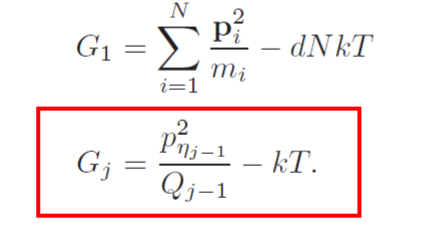 G_1 = \sum_{i=1}^{N} \frac{\mathbf{p}_i^2}{m_i} - dNkT
G_j = \frac{p_{\eta_{j-1}}^2}{Q_{j-1}} - kT.